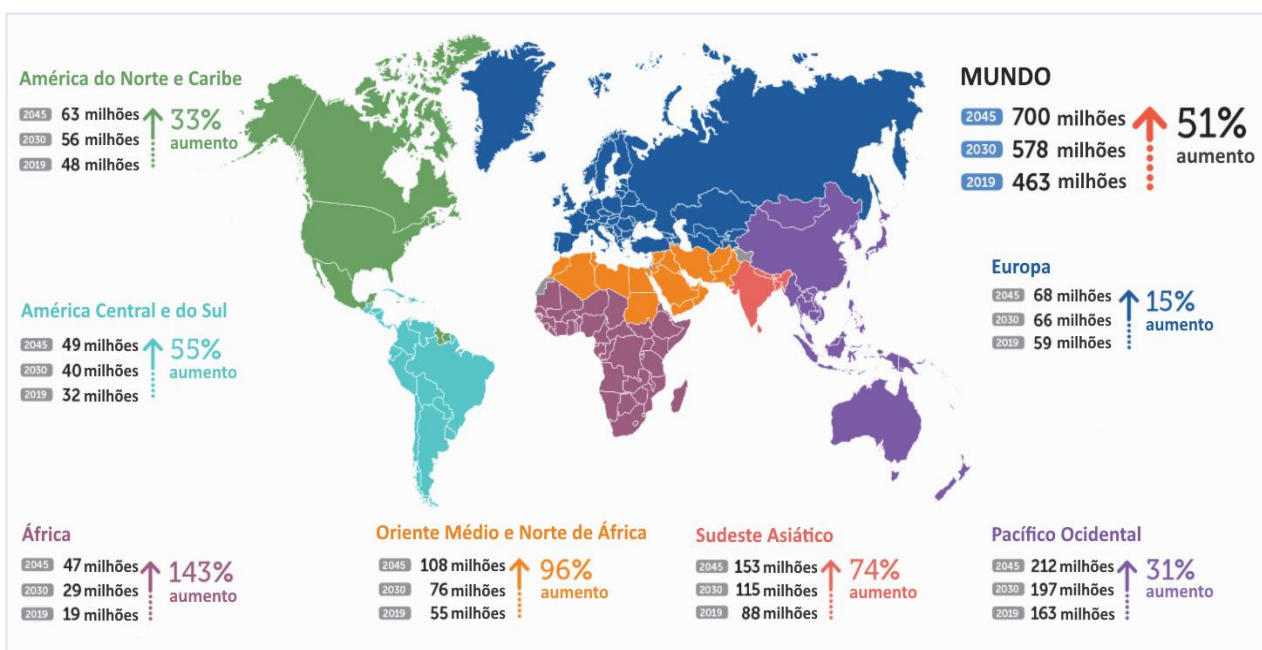 América do Norte e Caribe
2045 63 milhões
2030 56 milhões
2019 48 milhões
33%
aumento
MUNDO
2045 700 milhões
2030 578 milhões
2019 463 milhões
51%
aumento
América Central e do Sul
2045 49 milhões
2030 40 milhões
2019 32 milhões
55%
aumento
Europa
2045 68 milhões
2030 66 milhões
2019 59 milhões
15%
aumento
África
2045 47 milhões
2030 29 milhões
2019 19 milhões
143%
aumento
Oriente Médio e Norte de África
2045 108 milhões
2030 76 milhões
2019 55 milhões
96%
aumento
Sudeste Asiático
2045 153 milhões
2030 115 milhões
2019 88 milhões
74%
aumento
Pacífico Ocidental
2045 212 milhões
2030 197 milhões
2019 163 milhões
31%
aumento